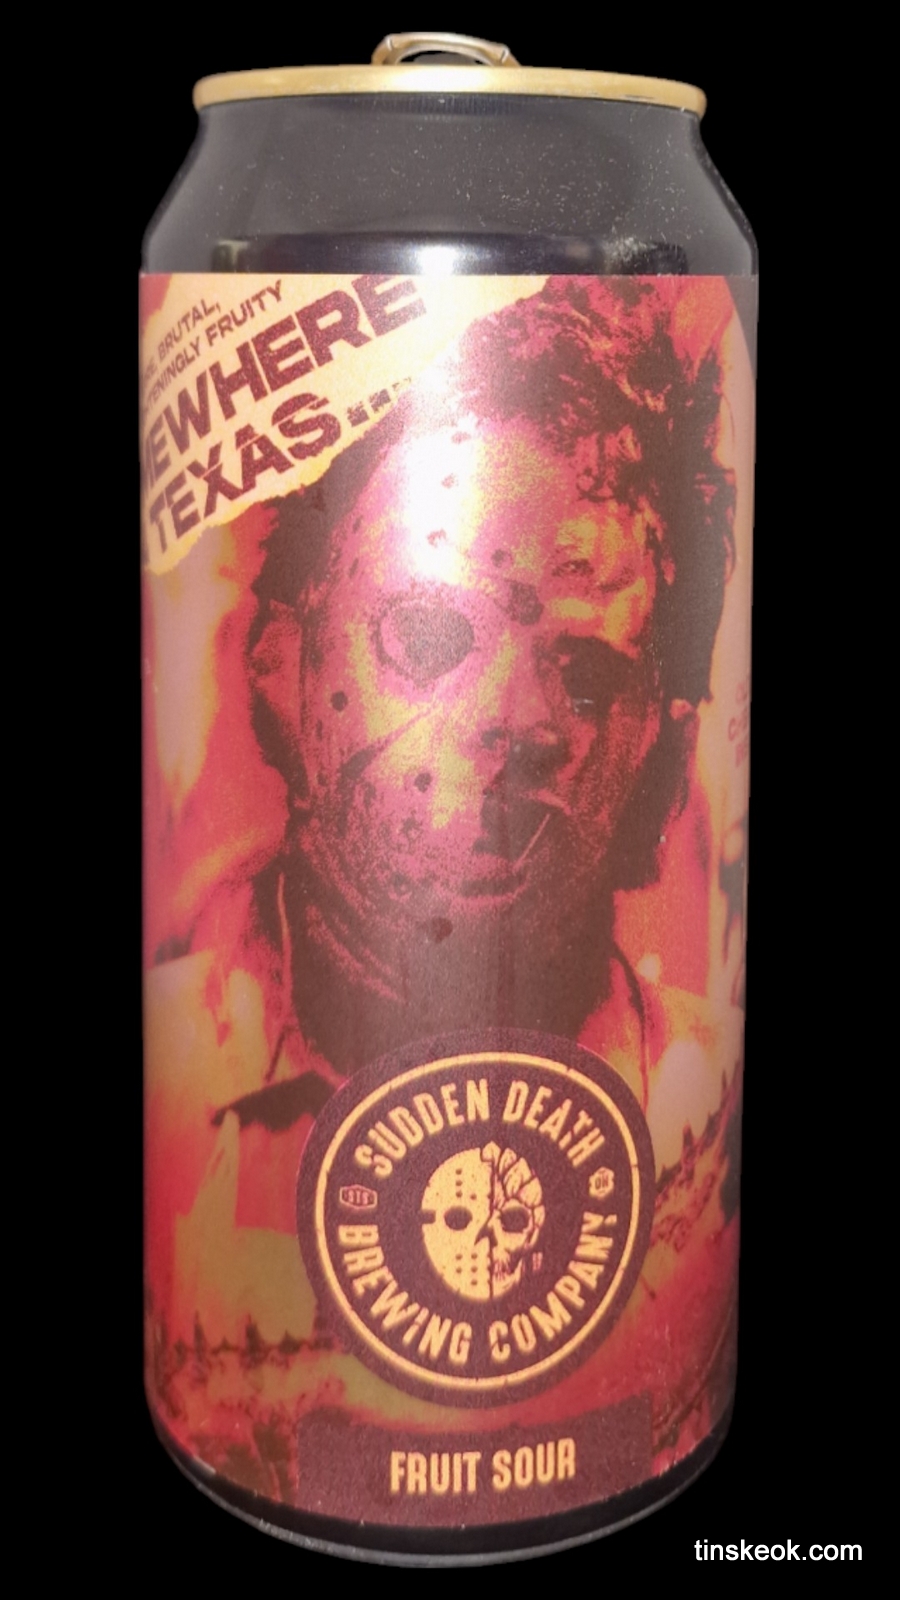 BRUTAL,
FRUITY
EWHERE
TEXAS...
SUDDEN DEATH
BREWING COMPANY
FRUIT SOUR
tinskeok.com